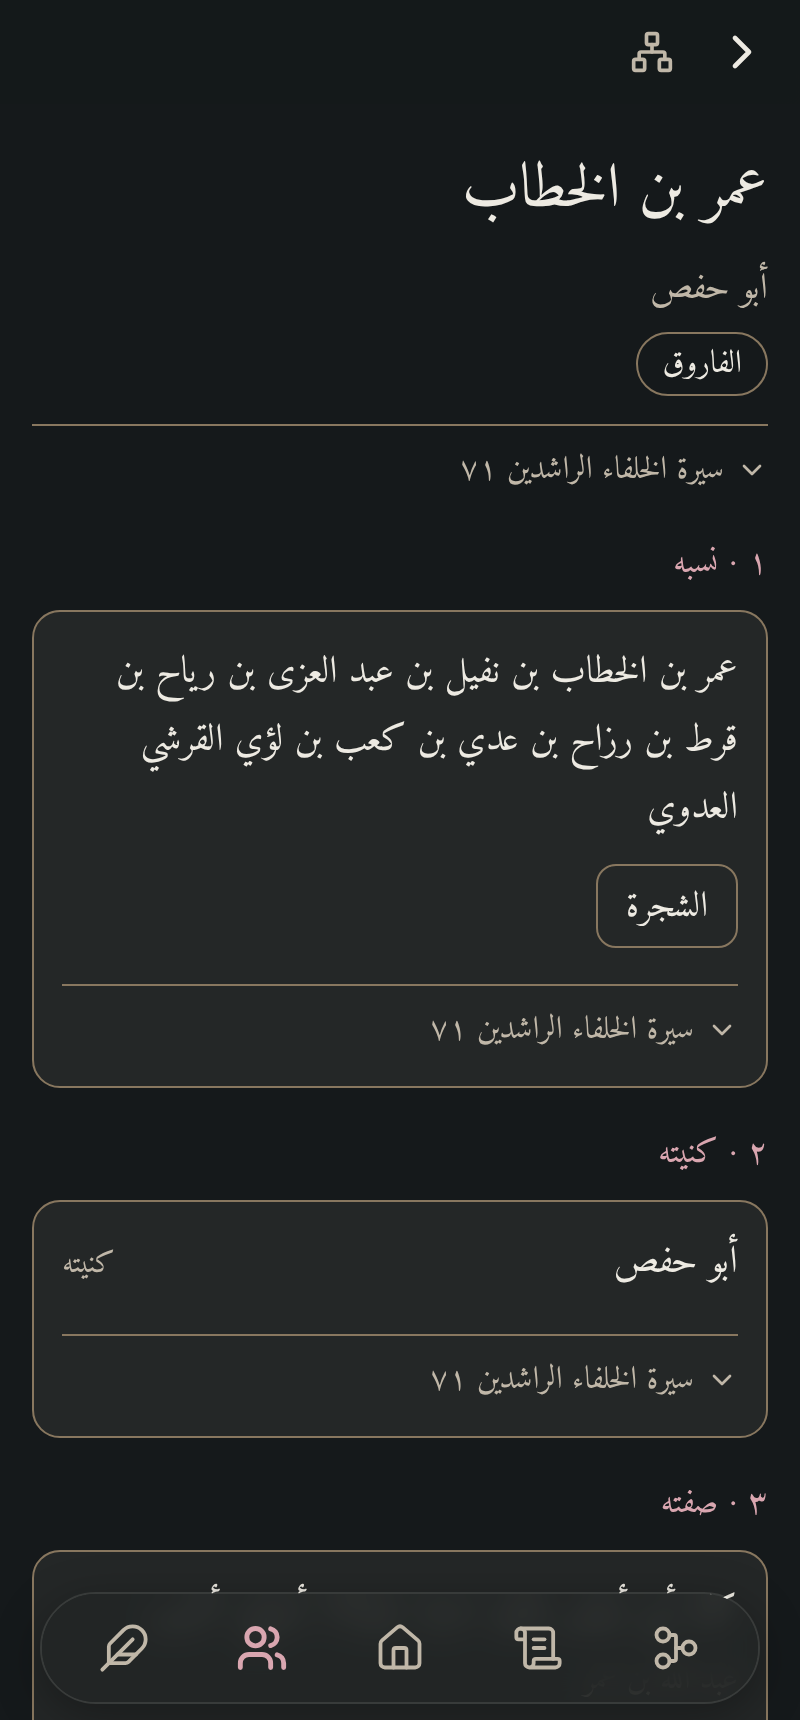 عمر بن الخطاب
أبو حفص
الفاروق
سيرة الخلفاء الراشدين ٧١
١ · نسبه
عمر بن الخطاب بن نفيل بن عبد العزى بن رياح بن
قرط بن رزاح بن عدي بن كعب بن لؤي القرشي
العدوي
الشجرة
سيرة الخلفاء الراشدين ٧١
٢ · كنيته
أبو حفص
كنيته
سيرة الخلفاء الراشدين ٧١
٣ · صفته